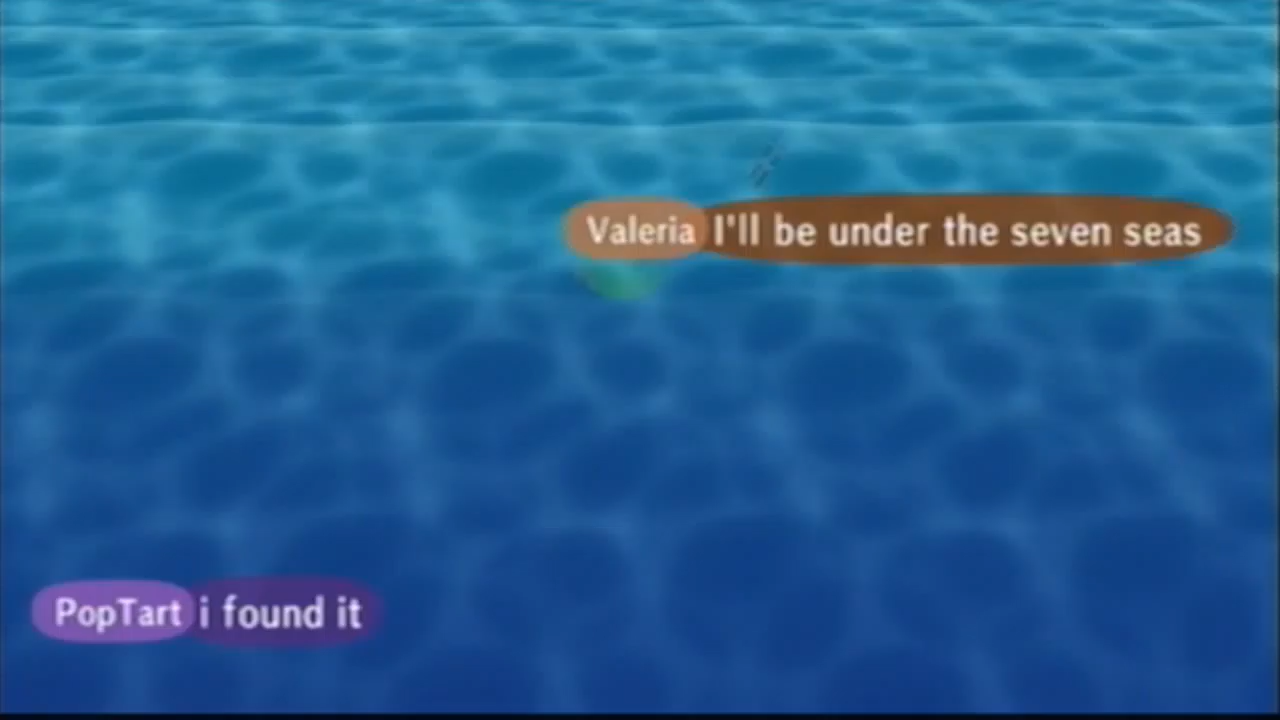 Valeria I'll be under the seven seas
PopTart i found it